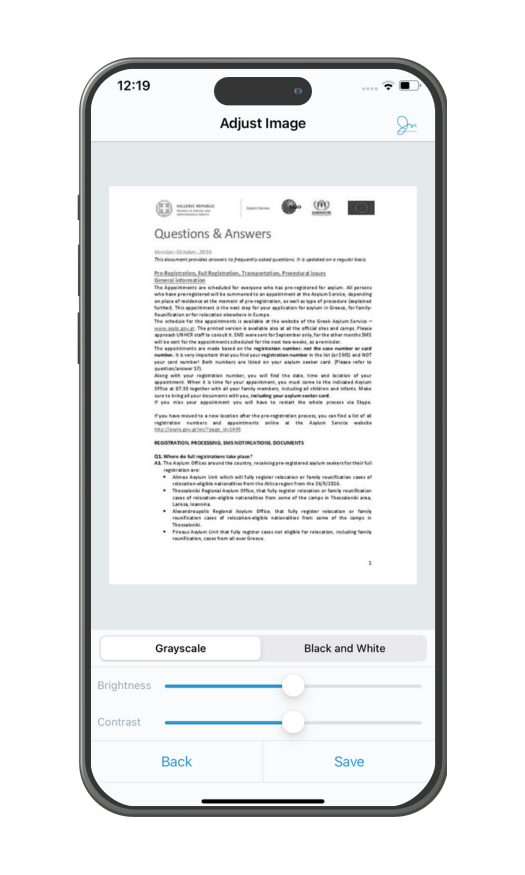 12:19
Adjust Image
HELLENIC REPUBLIC
Ministry of Interior and
Administrative Reform
Asylum Service
EASO
UNHCR
Questions & Answers
Version: October, 2016
This document provides answers to frequently asked questions. It is updated on a regular basis
Pre-Registration, Full Registration, Transportation, Procedural issues
General information
The Appointments are scheduled for everyone who has pre-registered for asylum. All persons
who have pre-registered will be summoned to an appointment at the Asylum Service, depending
on place of residence at the moment of pre-registration, as well as type of procedure (explained
further). This appointment is the next step for your application for asylum in Greece, for family-
Reunification or for relocation elsewhere in Europe.
The schedule for the appointments is available at the website of the Greek Asylum Service –
www.asylo.gov.gr. The printed version is available also at all the official sites and camps. Please
approach UNHCR staff to consult it. SMS were sent for September only, for the other months SMS
will be sent for the appointments scheduled for the next two weeks, as a reminder.
The appointments are made based on the registration number, not the case number or card
number. It is very important that you find your registration number in the list (or SMS) and NOT
your card number! Both numbers are listed on your asylum seeker card. (Please refer to
question/answer 17).
Along with your registration number, you will find the date, time and location of your
appointment. When it is time for your appointment, you must come to the indicated Asylum
Office at 07:30 together with all your family members, including all children and infants. Make
sure to bring all your documents with you, including your asylum seeker card.
If you miss your appointment you will have to restart the whole process via Skype.
If you have moved to a new location after the pre-registration process, you can find a list of all
registration numbers and appointments online at the Asylum Service website
http://asylo.gov.gr/en/?page_id=1439
REGISTRATION, PROCESSING, SMS NOTIFICATIONS, DOCUMENTS
Q1. Where do full registrations take place?
A1. The Asylum Offices around the country, receiving pre-registered asylum seekers for their full
registration are:
• Alimos Asylum Unit which will fully register relocation or family reunification cases of
relocation-eligible nationalities from the Attica region from the 26/9/2016.
• Thessaloniki Regional Asylum Office, that fully register relocation or family reunification
cases of relocation-eligible nationalities from some of the camps in Thessaloniki area,
Larissa, Ioannina.
• Alexandroupolis Regional Asylum Office, that fully register relocation or family
reunification cases of relocation-eligible nationalities from some of the camps in
Thessaloniki.
• Piraeus Asylum Unit that fully register cases not eligible for relocation, including family
reunification, cases from all over Greece.
1
Grayscale
Black and White
Brightness
Contrast
Back
Save